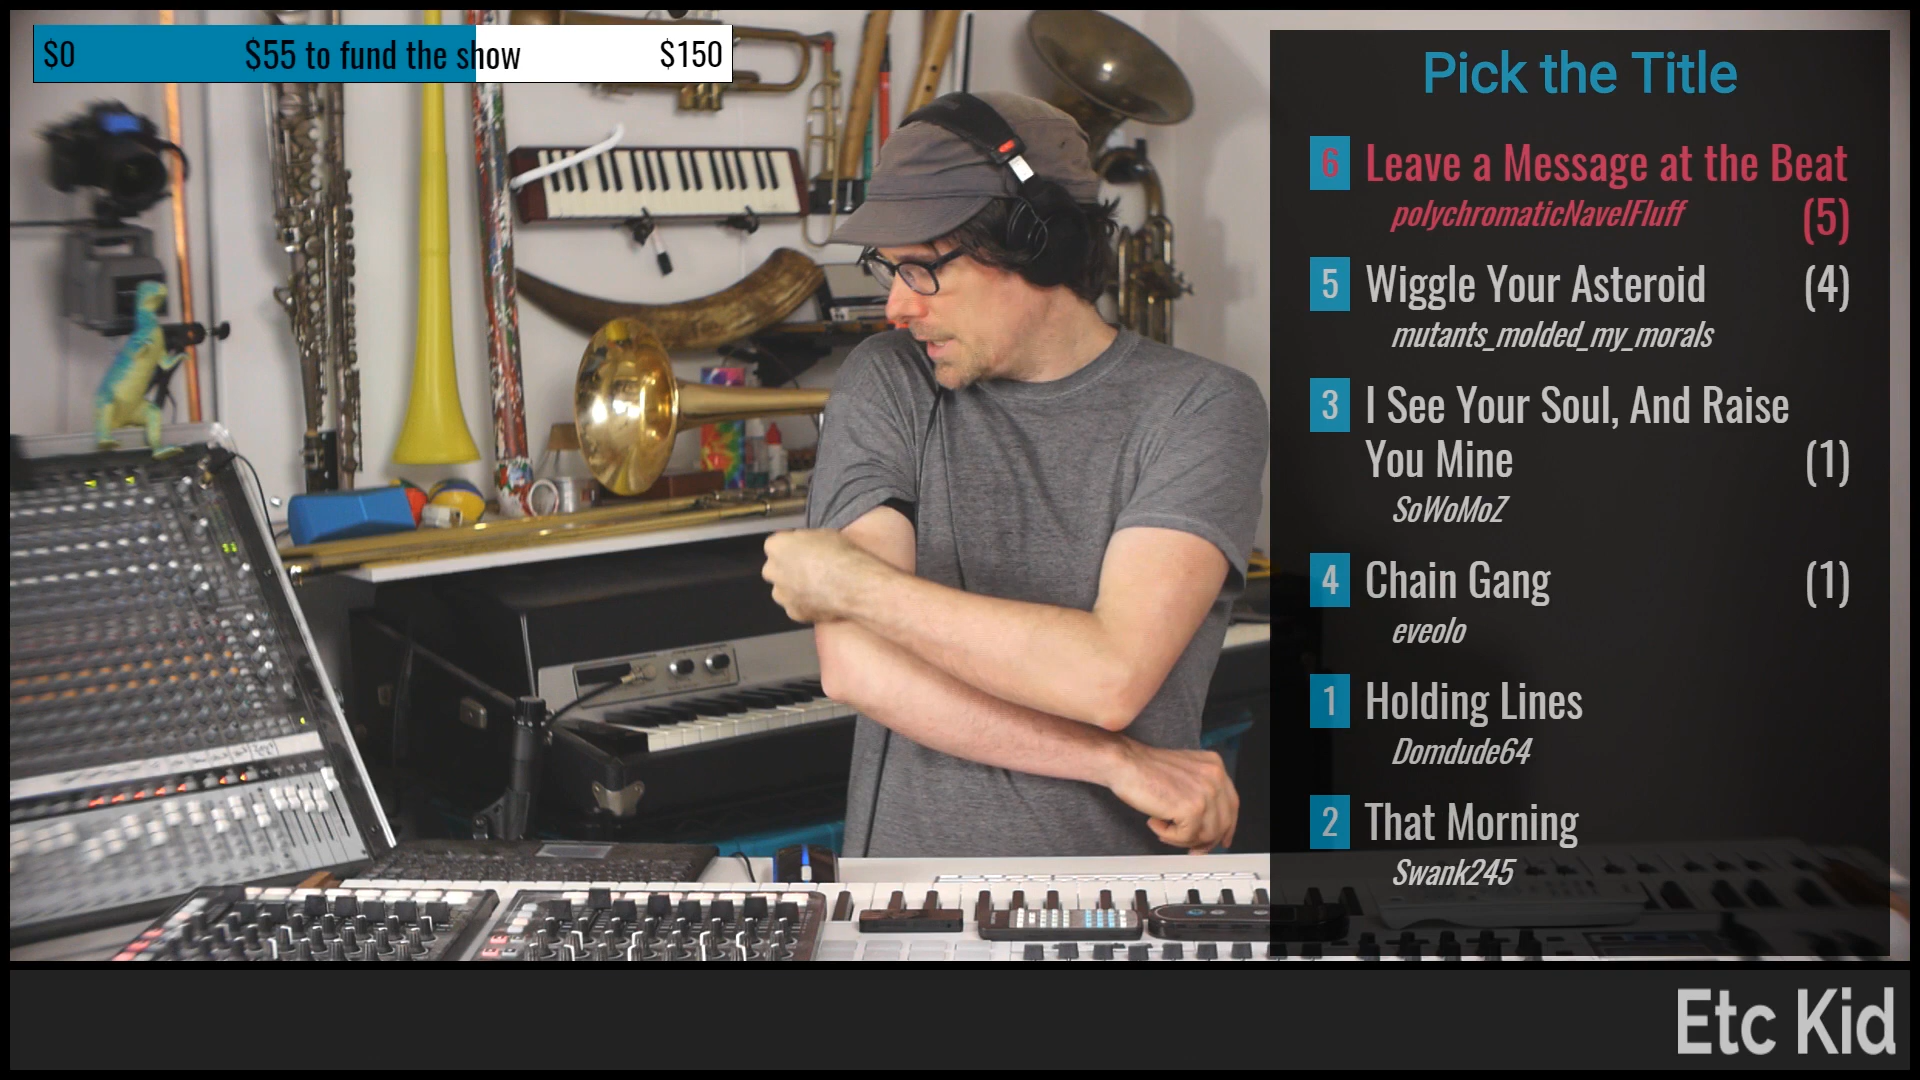 $0 $55 to fund the show $150
Pick the Title
6 Leave a Message at the Beat
polychromaticNavelFluff (5)
5 Wiggle Your Asteroid (4)
mutants_molded_my_morals
3 I See Your Soul, And Raise
You Mine (1)
SoWoMoZ
4 Chain Gang (1)
eveolo
1 Holding Lines
Domdude64
2 That Morning
Swank245
Etc Kid